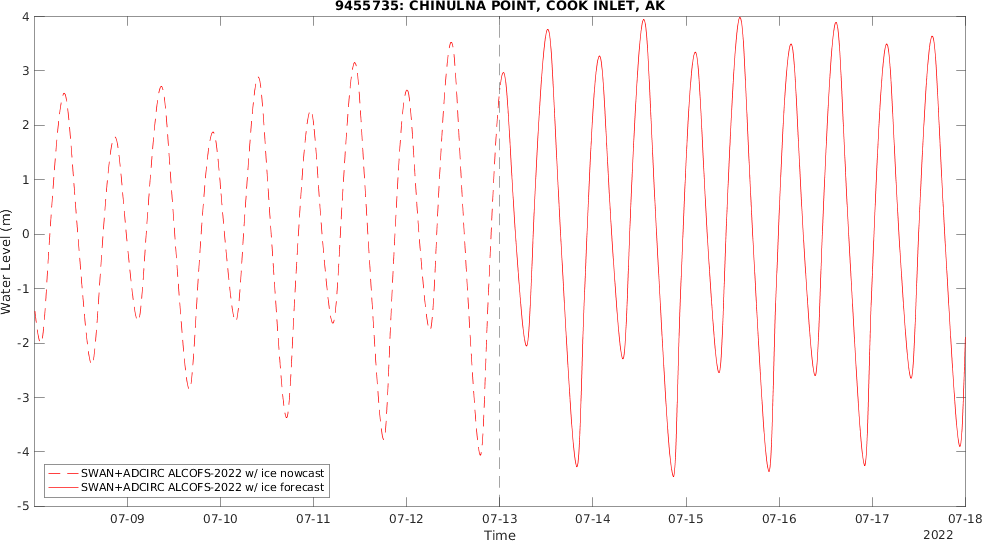 9455735: CHINULNA POINT, COOK INLET, AK
4
3
2
1
0
-1
-2
-3
-4
-5
Water Level (m)
SWAN+ADCIRC ALCOFS-2022 w/ ice nowcast
SWAN+ADCIRC ALCOFS-2022 w/ ice forecast
07-09 07-10 07-11 07-12 07-13 07-14 07-15 07-16 07-17 07-18
Time
2022